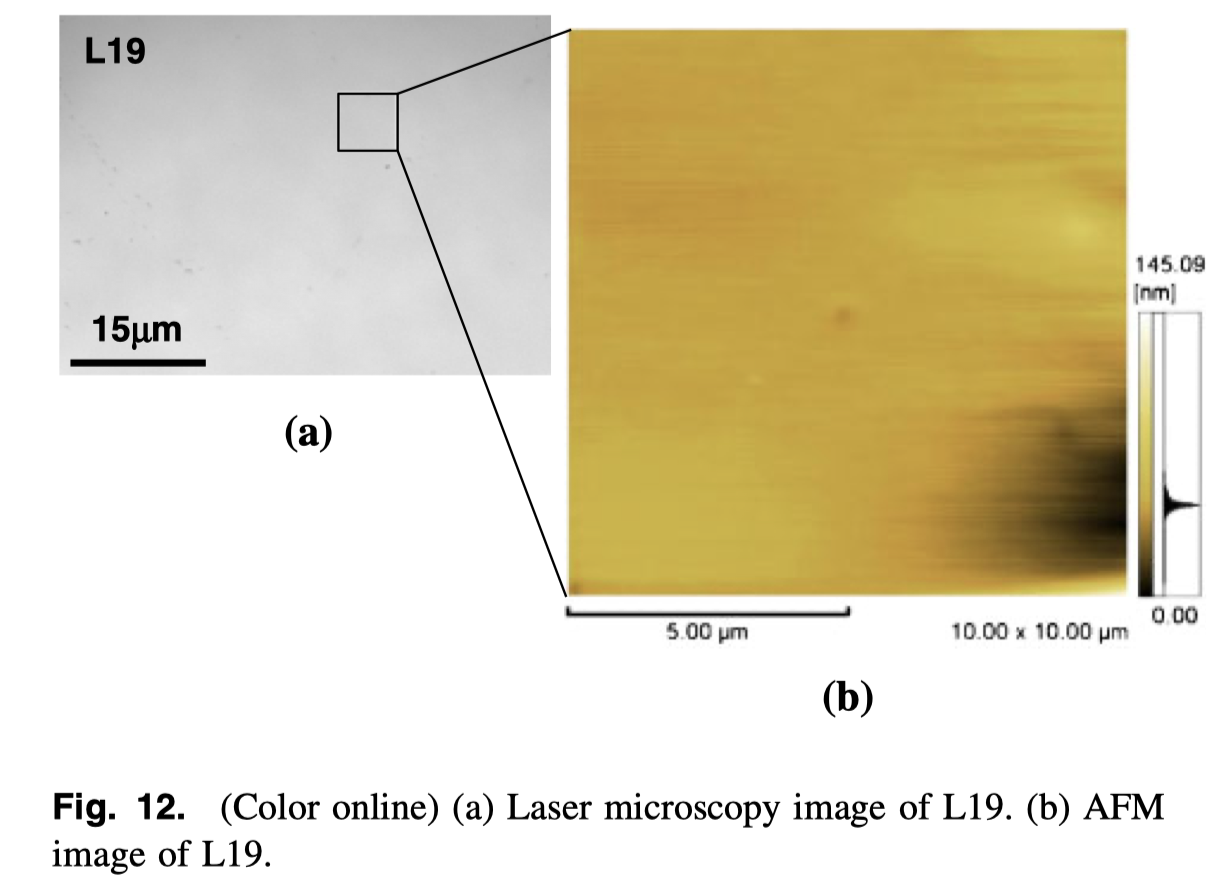 L19
15μm
(a)
145.09
[nm]
0.00
5.00 µm
10.00 x 10.00 µm
(b)
Fig. 12. (Color online) (a) Laser microscopy image of L19. (b) AFM
image of L19.